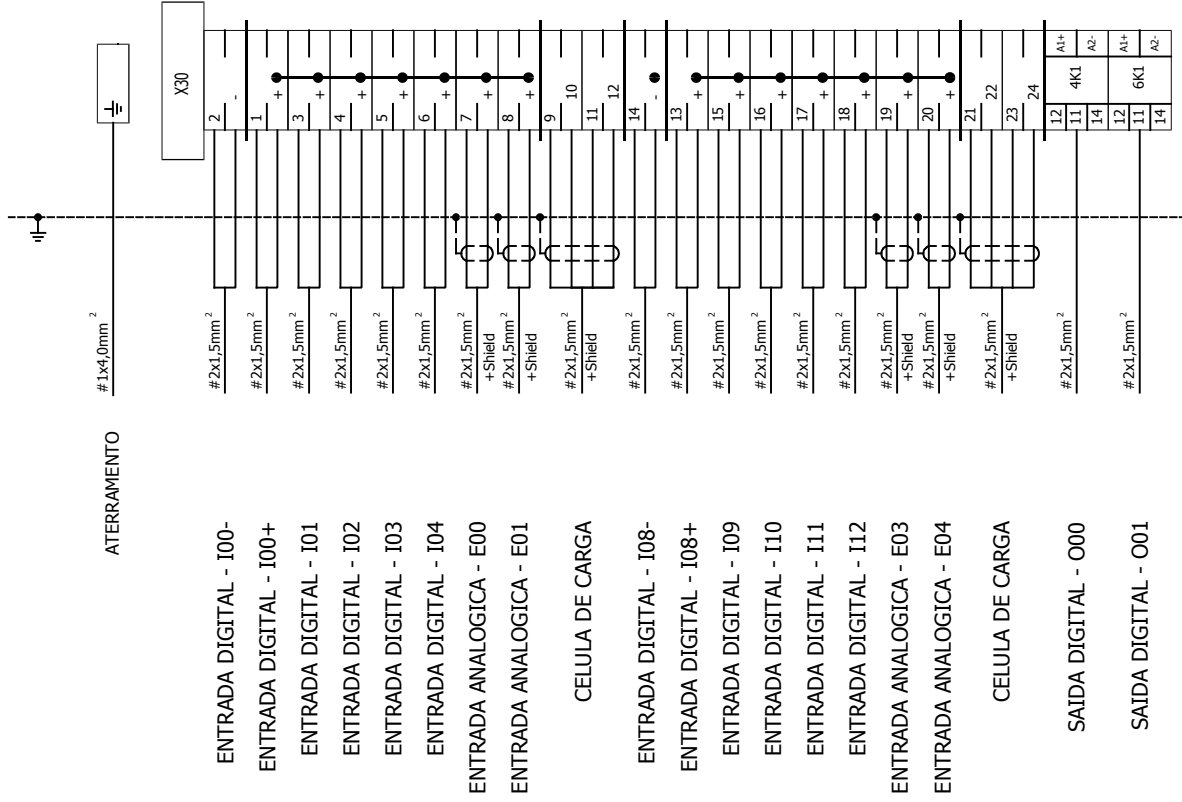 X30
2
-
1
+
3
+
4
+
5
+
6
+
7
+
8
+
9
10
11
12
14
-
13
+
15
+
16
+
17
+
18
+
19
+
20
+
21
22
23
24
12
11
14
4K1
A1+
A2-
12
11
14
6K1
A1+
A2-
#1x4,0mm²
#2x1,5mm²
#2x1,5mm²
#2x1,5mm²
#2x1,5mm²
#2x1,5mm²
#2x1,5mm²
#2x1,5mm²
+Shield
#2x1,5mm²
+Shield
#2x1,5mm²
+Shield
#2x1,5mm²
#2x1,5mm²
#2x1,5mm²
#2x1,5mm²
#2x1,5mm²
#2x1,5mm²
#2x1,5mm²
+Shield
#2x1,5mm²
+Shield
#2x1,5mm²
+Shield
#2x1,5mm²
#2x1,5mm²
ATERRAMENTO
ENTRADA DIGITAL - I00-
ENTRADA DIGITAL - I00+
ENTRADA DIGITAL - I01
ENTRADA DIGITAL - I02
ENTRADA DIGITAL - I03
ENTRADA DIGITAL - I04
ENTRADA ANALOGICA - E00
ENTRADA ANALOGICA - E01
CELULA DE CARGA
ENTRADA DIGITAL - I08-
ENTRADA DIGITAL - I08+
ENTRADA DIGITAL - I09
ENTRADA DIGITAL - I10
ENTRADA DIGITAL - I11
ENTRADA DIGITAL - I12
ENTRADA ANALOGICA - E03
ENTRADA ANALOGICA - E04
CELULA DE CARGA
SAIDA DIGITAL - O00
SAIDA DIGITAL - O01